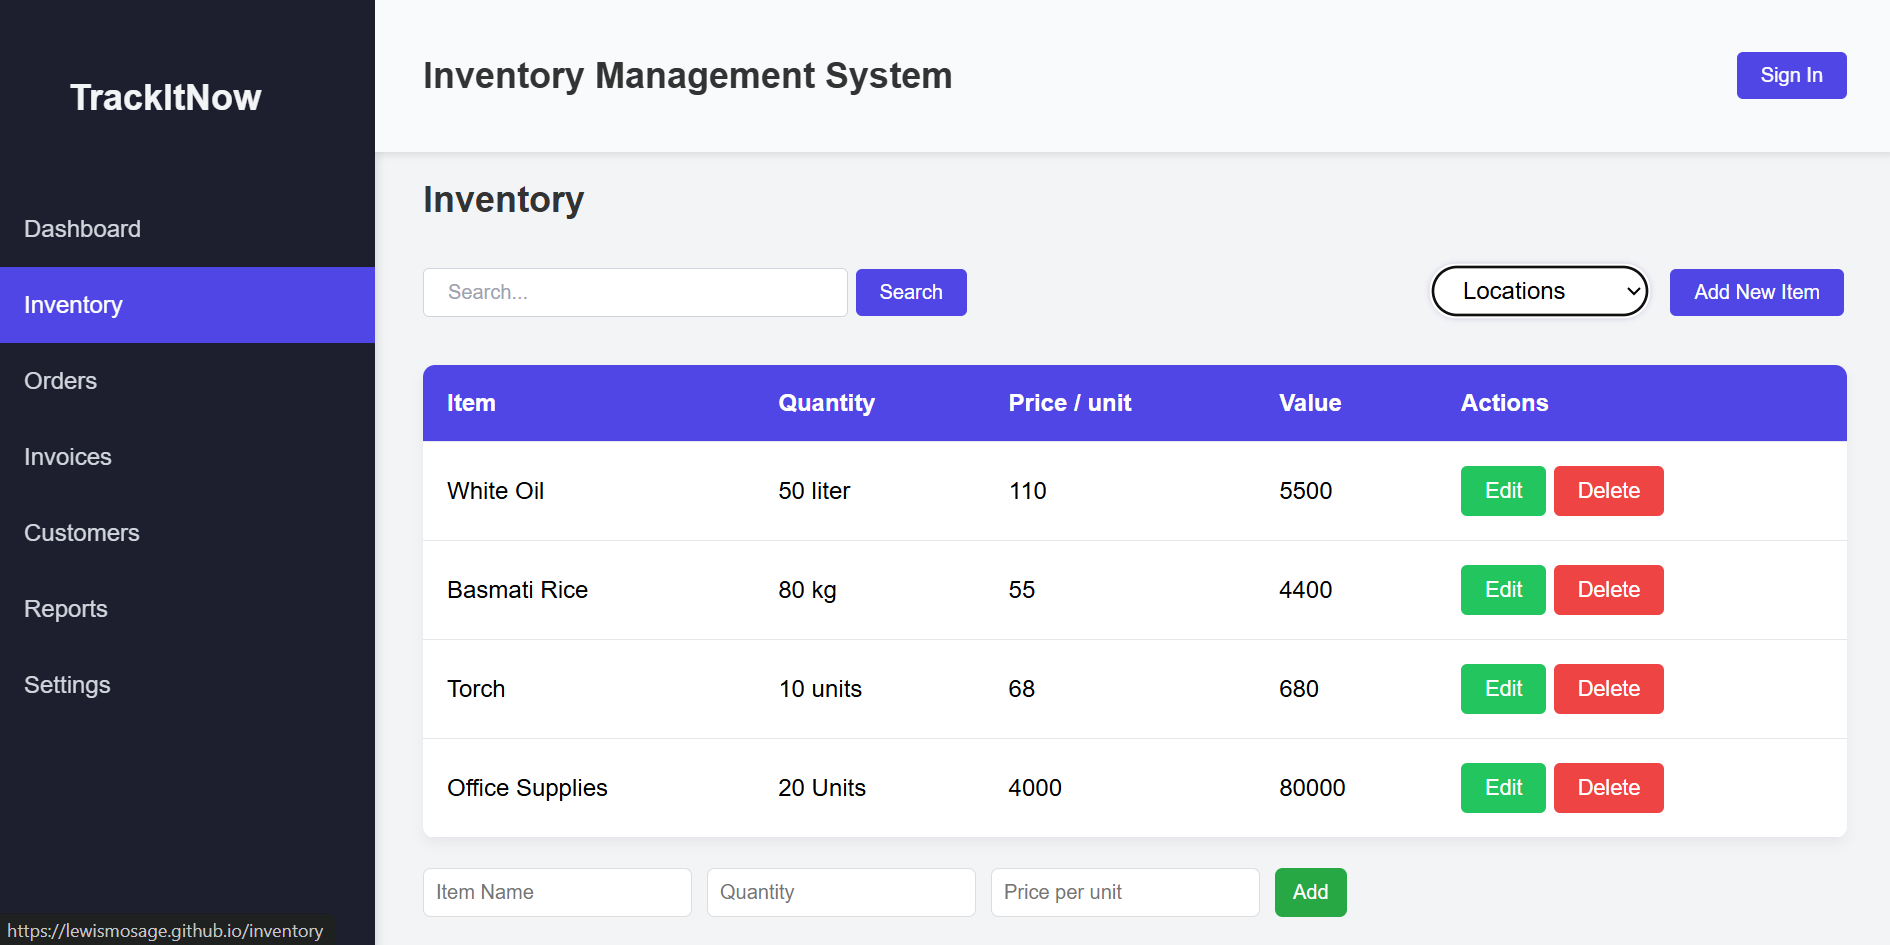 TrackItNow
Dashboard
Inventory
Orders
Invoices
Customers
Reports
Settings
https://lewismosage.github.io/inventory
Inventory Management System
Sign In
Inventory
Search...
Search
Locations
Add New Item
Item Quantity Price / unit Value Actions
White Oil 50 liter 110 5500 Edit Delete
Basmati Rice 80 kg 55 4400 Edit Delete
Torch 10 units 68 680 Edit Delete
Office Supplies 20 Units 4000 80000 Edit Delete
Item Name Quantity Price per unit Add